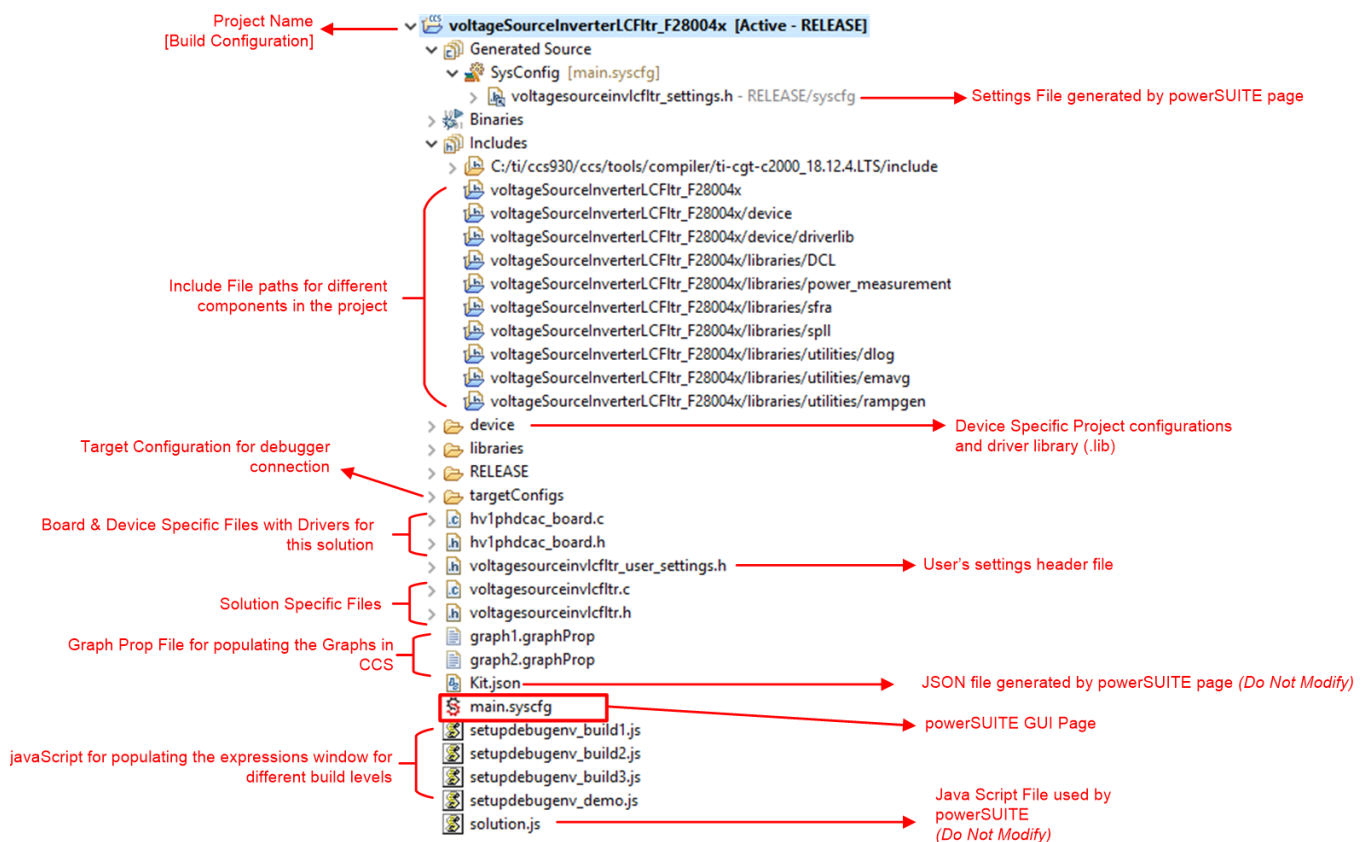 Project Name
[Build Configuration]
voltageSourceInverterLCFltr_F28004x [Active - RELEASE]
Generated Source
SysConfig [main.syscfg]
voltagesourceinvlcfltr_settings.h - RELEASE/syscfg
Settings File generated by powerSUITE page
Binaries
Includes
C:/ti/ccs930/ccs/tools/compiler/ti-cgt-c2000_18.12.4.LTS/include
voltageSourceInverterLCFltr_F28004x
voltageSourceInverterLCFltr_F28004x/device
voltageSourceInverterLCFltr_F28004x/device/driverlib
voltageSourceInverterLCFltr_F28004x/libraries/DCL
voltageSourceInverterLCFltr_F28004x/libraries/power_measurement
voltageSourceInverterLCFltr_F28004x/libraries/sfra
voltageSourceInverterLCFltr_F28004x/libraries/spll
voltageSourceInverterLCFltr_F28004x/libraries/utilities/dlog
voltageSourceInverterLCFltr_F28004x/libraries/utilities/emavg
voltageSourceInverterLCFltr_F28004x/libraries/utilities/rampgen
Include File paths for different
components in the project
device
Device Specific Project configurations
and driver library (.lib)
libraries
RELEASE
targetConfigs
Target Configuration for debugger
connection
hv1phdcac_board.c
hv1phdcac_board.h
Board & Device Specific Files with Drivers for
this solution
voltagesourceinvlcfltr_user_settings.h
User's settings header file
voltagesourceinvlcfltr.c
voltagesourceinvlcfltr.h
Solution Specific Files
graph1.graphProp
graph2.graphProp
Graph Prop File for populating the Graphs in
CCS
Kit.json
JSON file generated by powerSUITE page (Do Not Modify)
main.syscfg
powerSUITE GUI Page
setupdebugenv_build1.js
setupdebugenv_build2.js
setupdebugenv_build3.js
setupdebugenv_demo.js
javaScript for populating the expressions window for
different build levels
solution.js
Java Script File used by
powerSUITE
(Do Not Modify)